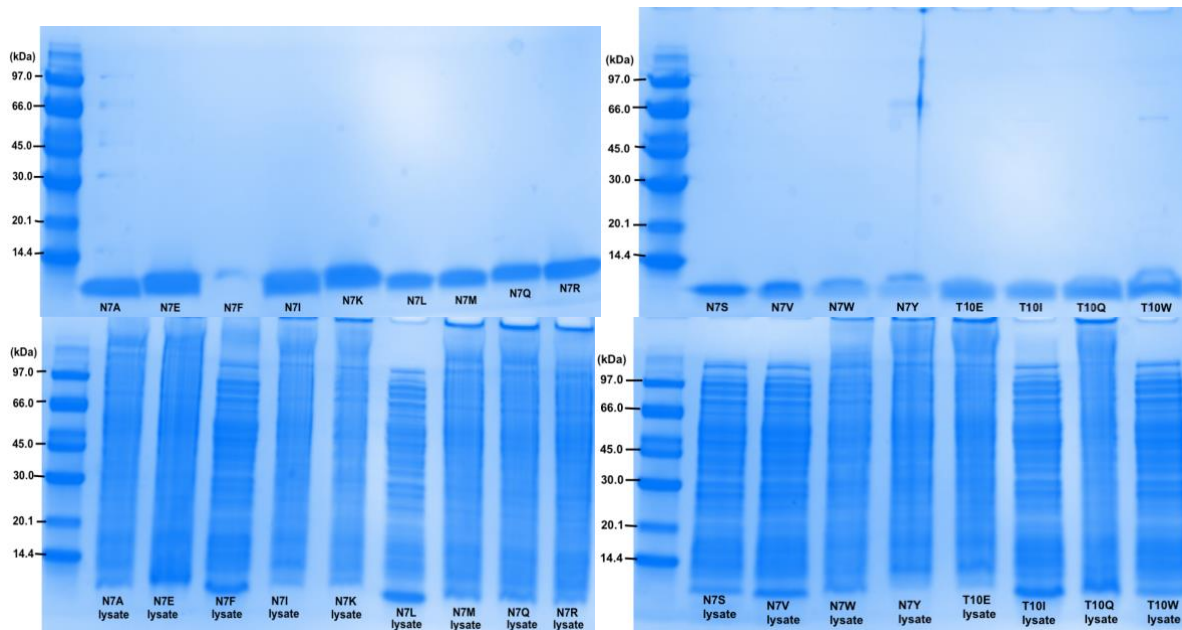 (kDa)
97.0
66.0
45.0
30.0
20.1
14.4
N7A N7E N7F N7I N7K N7L N7M N7Q N7R
(kDa)
97.0
66.0
45.0
30.0
20.1
14.4
N7S N7V N7W N7Y T10E T10I T10Q T10W
(kDa)
97.0
66.0
45.0
30.0
20.1
14.4
N7A N7E N7F N7I N7K N7L N7M N7Q N7R
lysate lysate lysate lysate lysate lysate lysate lysate lysate
(kDa)
97.0
66.0
45.0
30.0
20.1
14.4
N7S N7V N7W N7Y T10E T10I T10Q T10W
lysate lysate lysate lysate lysate lysate lysate lysate